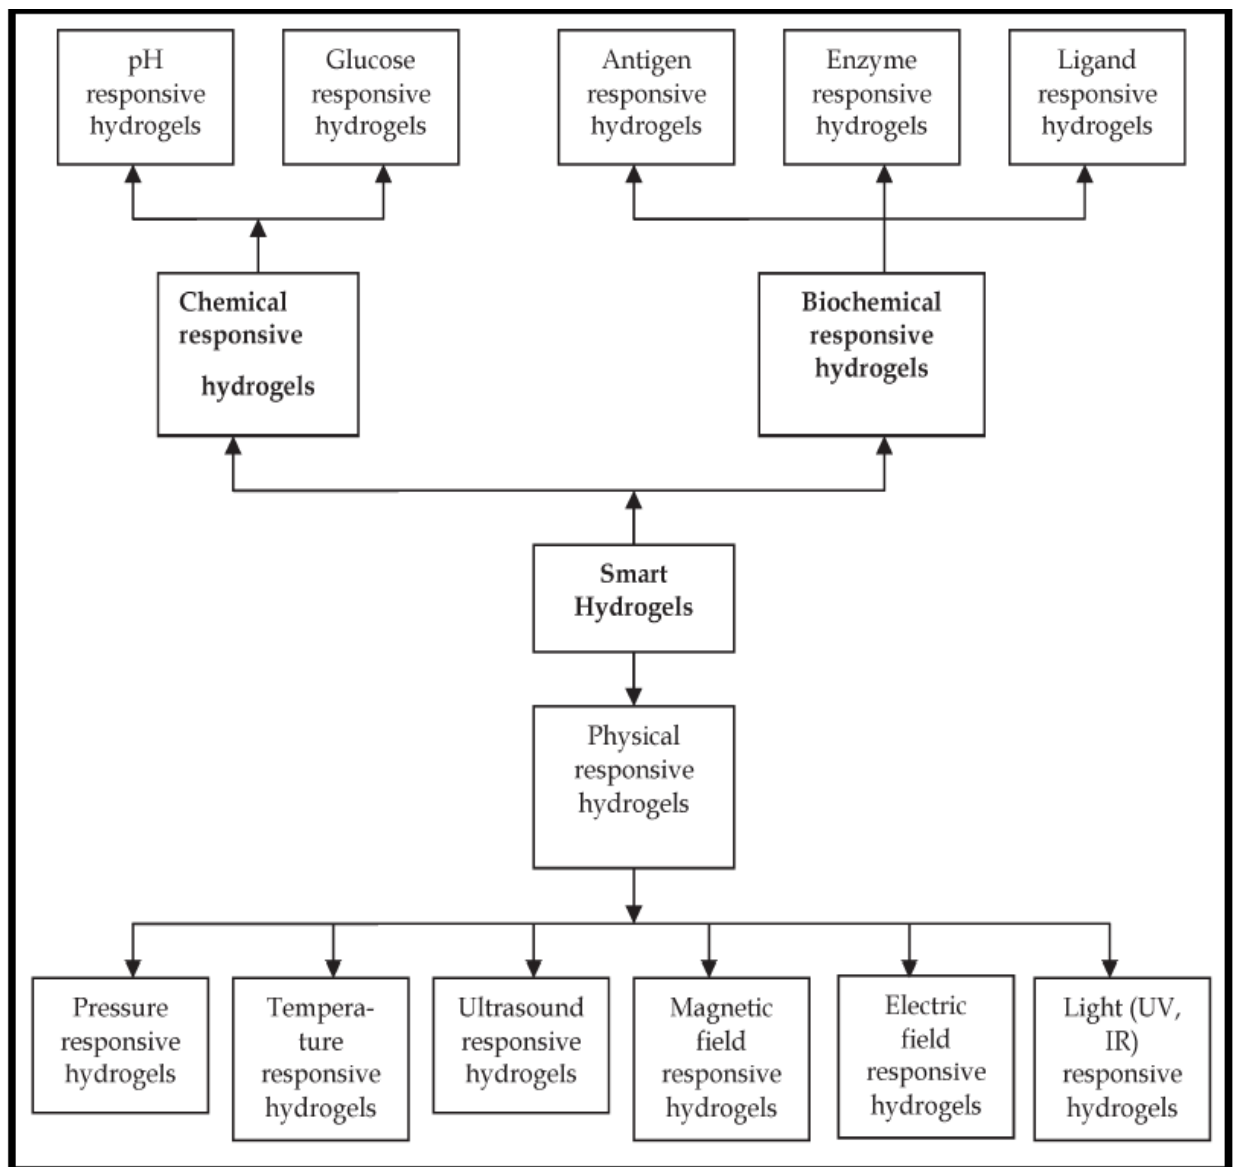 pH
responsive
hydrogels
Glucose
responsive
hydrogels
Antigen
responsive
hydrogels
Enzyme
responsive
hydrogels
Ligand
responsive
hydrogels
Chemical
responsive
hydrogels
Biochemical
responsive
hydrogels
Smart
Hydrogels
Physical
responsive
hydrogels
Pressure
responsive
hydrogels
Tempera-
ture
responsive
hydrogels
Ultrasound
responsive
hydrogels
Magnetic
field
responsive
hydrogels
Electric
field
responsive
hydrogels
Light (UV,
IR)
responsive
hydrogels